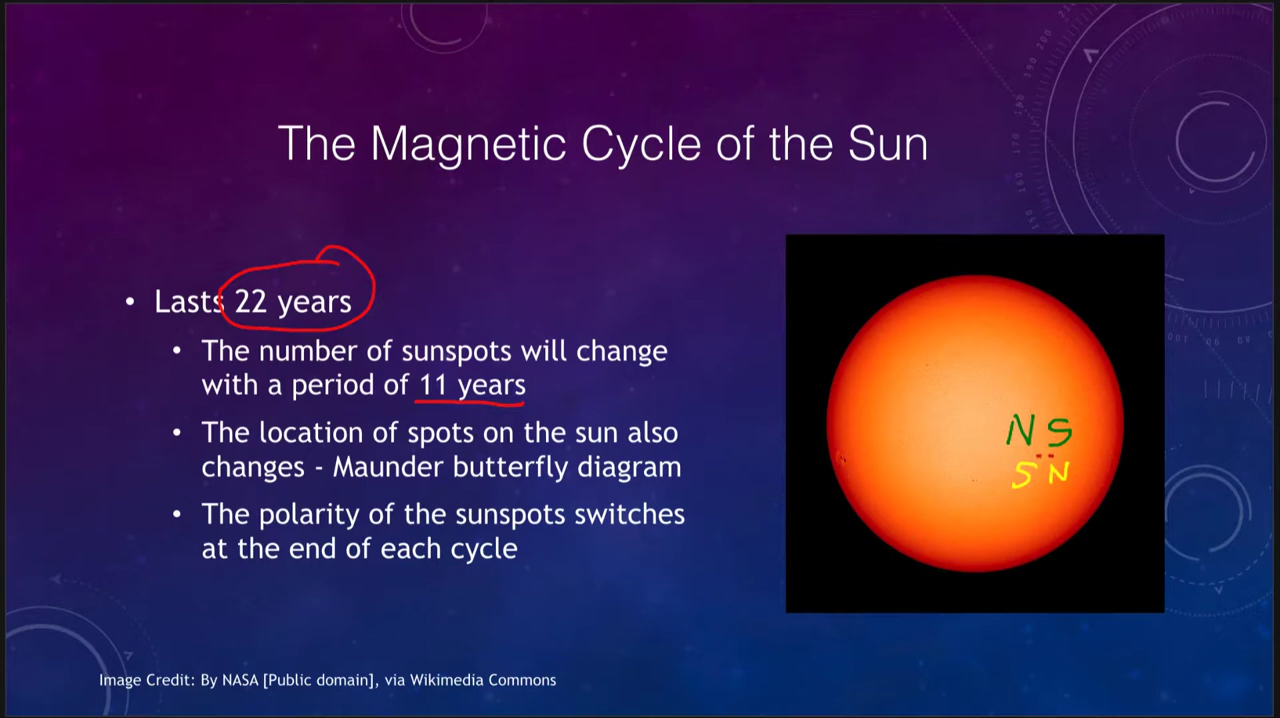 The Magnetic Cycle of the Sun
• Lasts 22 years
• The number of sunspots will change
with a period of 11 years
• The location of spots on the sun also
changes - Maunder butterfly diagram
• The polarity of the sunspots switches
at the end of each cycle
N S
S N
Image Credit: By NASA [Public domain], via Wikimedia Commons